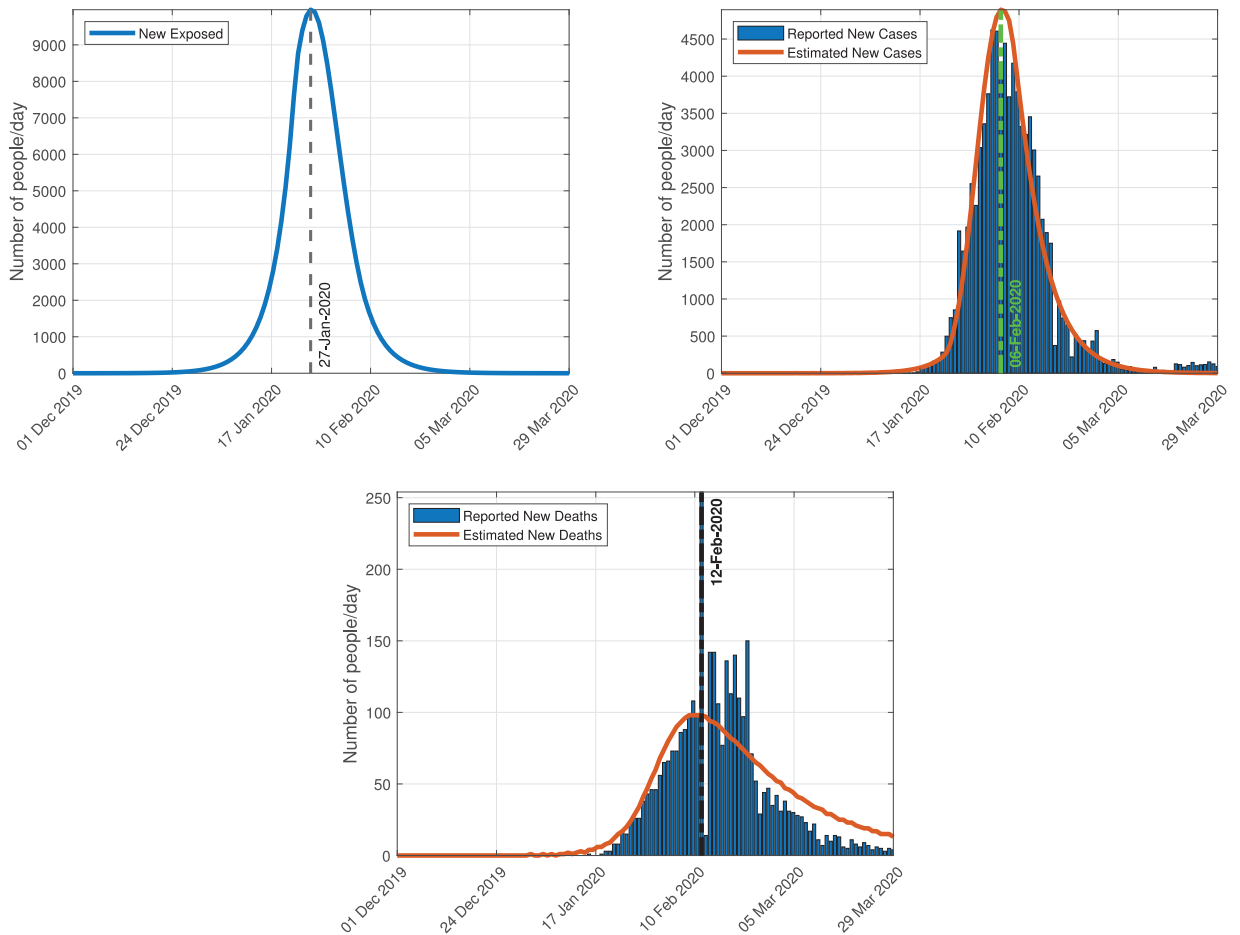 New Exposed
Number of people/day
9000
8000
7000
6000
5000
4000
3000
2000
1000
0
27-Jan-2020
01 Dec 2019
24 Dec 2019
17 Jan 2020
10 Feb 2020
05 Mar 2020
29 Mar 2020
Reported New Cases
Estimated New Cases
Number of people/day
4500
4000
3500
3000
2500
2000
1500
1000
500
0
06-Feb-2020
01 Dec 2019
24 Dec 2019
17 Jan 2020
10 Feb 2020
05 Mar 2020
29 Mar 2020
Reported New Deaths
Estimated New Deaths
Number of people/day
250
200
150
100
50
0
12-Feb-2020
01 Dec 2019
24 Dec 2019
17 Jan 2020
10 Feb 2020
05 Mar 2020
29 Mar 2020